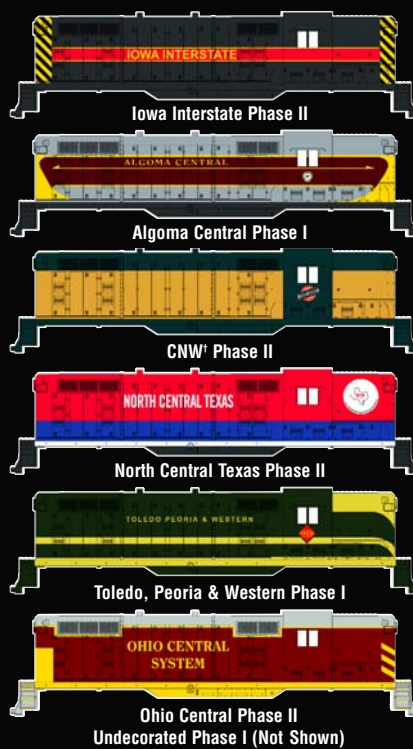 IOWA INTERSTATE
Iowa Interstate Phase II
ALGOMA CENTRAL
Algoma Central Phase I
CNW† Phase II
NORTH CENTRAL TEXAS
North Central Texas Phase II
TOLEDO PEORIA & WESTERN
Toledo, Peoria & Western Phase I
OHIO CENTRAL
SYSTEM
Ohio Central Phase II
Undecorated Phase I (Not Shown)